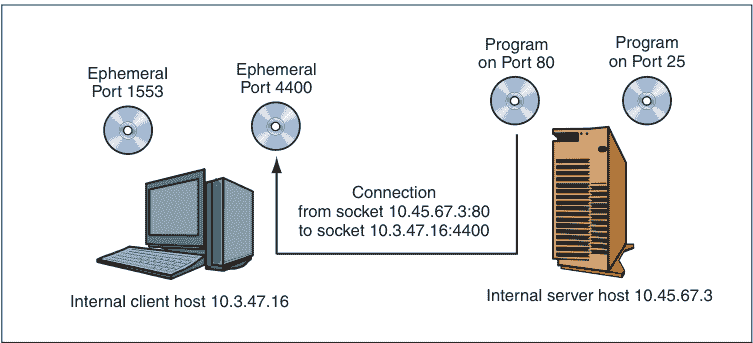 Ephemeral
Port 1553
Ephemeral
Port 4400
Program
on Port 80
Program
on Port 25
Connection
from socket 10.45.67.3:80
to socket 10.3.47.16:4400
Internal client host 10.3.47.16
Internal server host 10.45.67.3